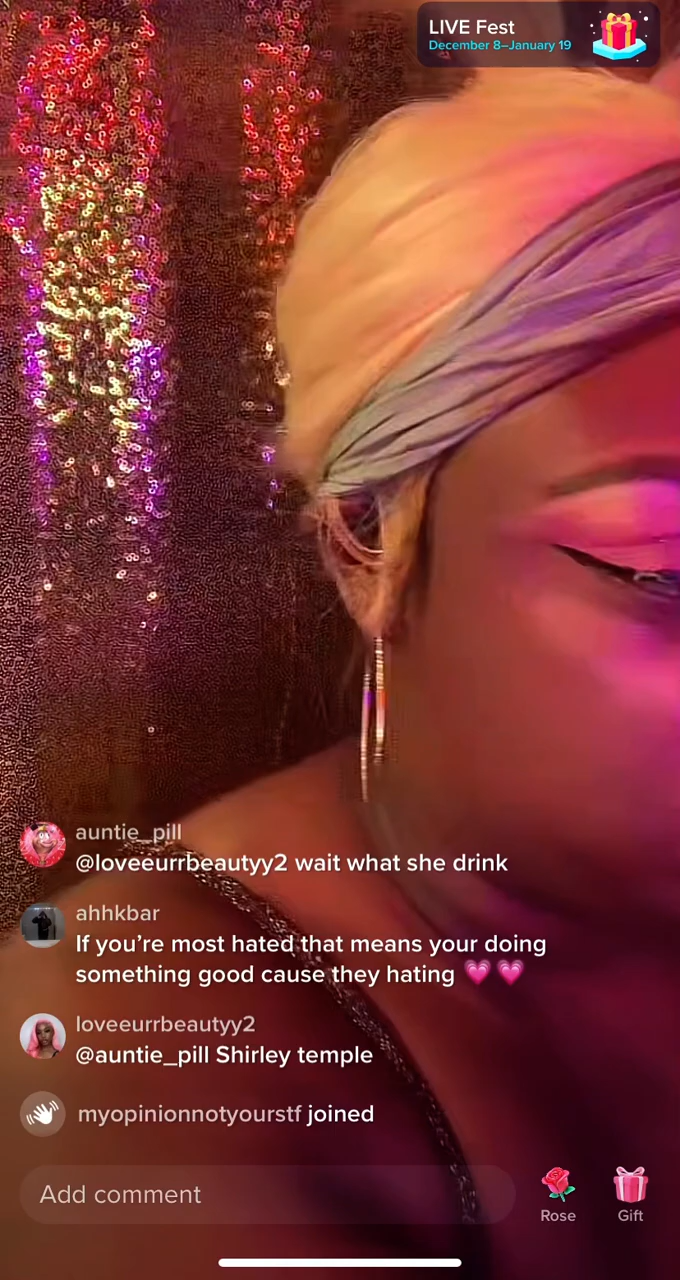 LIVE Fest
December 8–January 19
auntie_pill
@loveeurrbeautyy2 wait what she drink
ahhkbar
If you’re most hated that means your doing
something good cause they hating 💗💗
loveeurrbeautyy2
@auntie_pill Shirley temple
myopinionnotyourstf joined
Add comment
Rose
Gift